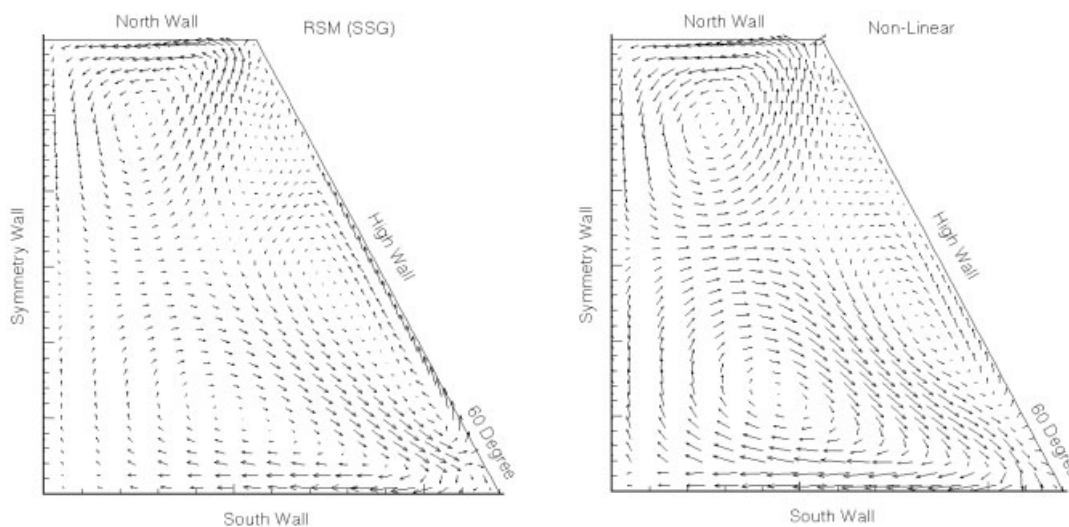 North Wall
RSM (SSG)
Symmetry Wall
High Wall
60 Degree
South Wall
North Wall
Non-Linear
Symmetry Wall
High Wall
60 Degree
South Wall